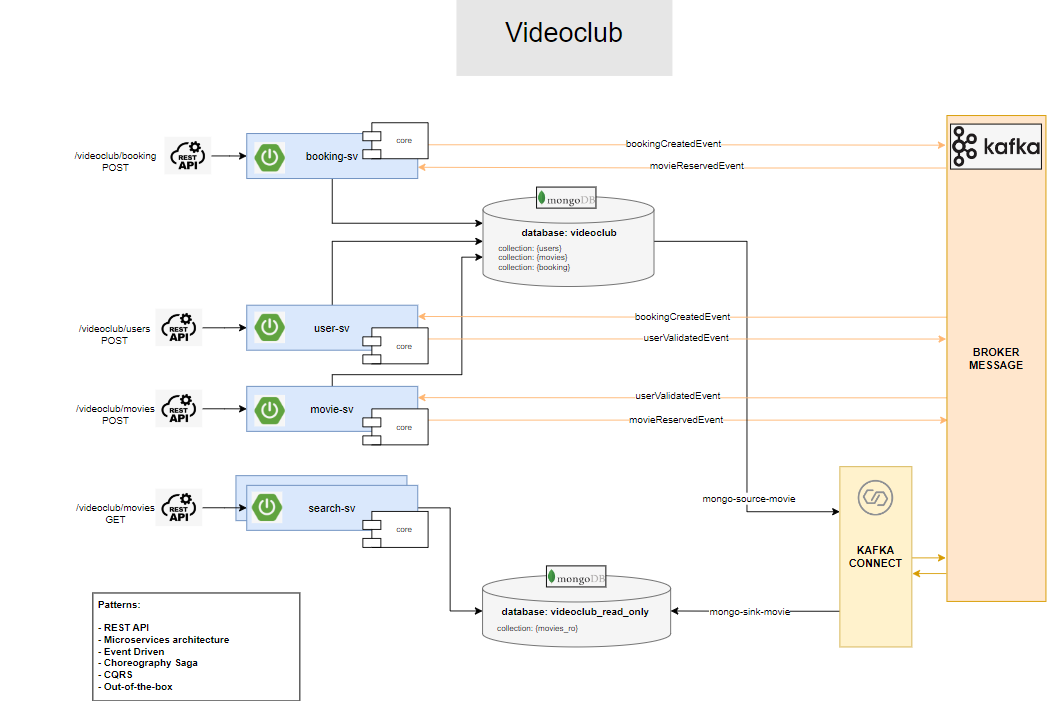 Videoclub
/videoclub/booking
POST
REST
API
booking-sv
core
bookingCreatedEvent
movieReservedEvent
kafka
mongoDB
database: videoclub
collection: {users}
collection: {movies}
collection: {booking}
/videoclub/users
POST
REST
API
user-sv
core
bookingCreatedEvent
userValidatedEvent
BROKER
MESSAGE
/videoclub/movies
POST
REST
API
movie-sv
core
userValidatedEvent
movieReservedEvent
/videoclub/movies
GET
REST
API
search-sv
core
mongo-source-movie
KAFKA
CONNECT
mongoDB
database: videoclub_read_only
collection: {movies_ro}
mongo-sink-movie
Patterns:
- REST API
- Microservices architecture
- Event Driven
- Choreography Saga
- CQRS
- Out-of-the-box